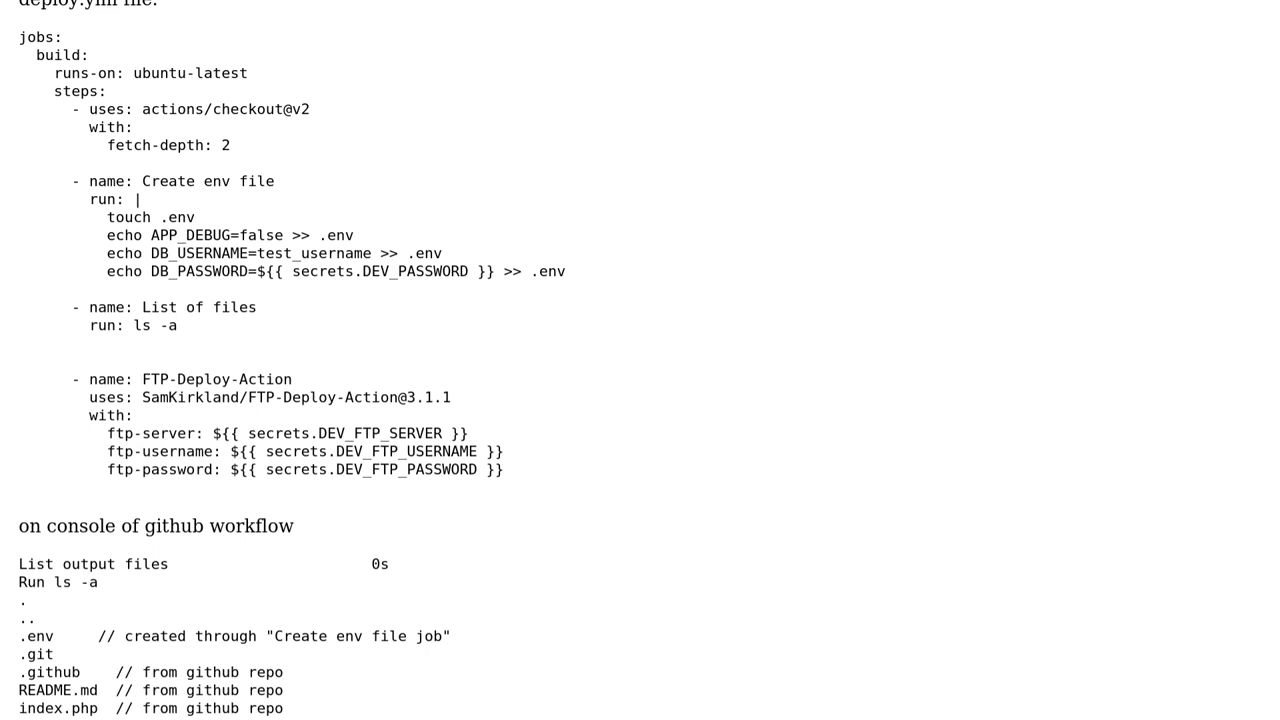 deploy.yml file:
jobs:
  build:
    runs-on: ubuntu-latest
    steps:
      - uses: actions/checkout@v2
        with:
          fetch-depth: 2
      - name: Create env file
        run: |
          touch .env
          echo APP_DEBUG=false >> .env
          echo DB_USERNAME=test_username >> .env
          echo DB_PASSWORD=${{ secrets.DEV_PASSWORD }} >> .env
      - name: List of files
        run: ls -a
      - name: FTP-Deploy-Action
        uses: SamKirkland/FTP-Deploy-Action@3.1.1
        with:
          ftp-server: ${{ secrets.DEV_FTP_SERVER }}
          ftp-username: ${{ secrets.DEV_FTP_USERNAME }}
          ftp-password: ${{ secrets.DEV_FTP_PASSWORD }}
on console of github workflow
List output files                       0s
Run ls -a
.
..
.env     // created through "Create env file job"
.git
.github    // from github repo
README.md  // from github repo
index.php  // from github repo